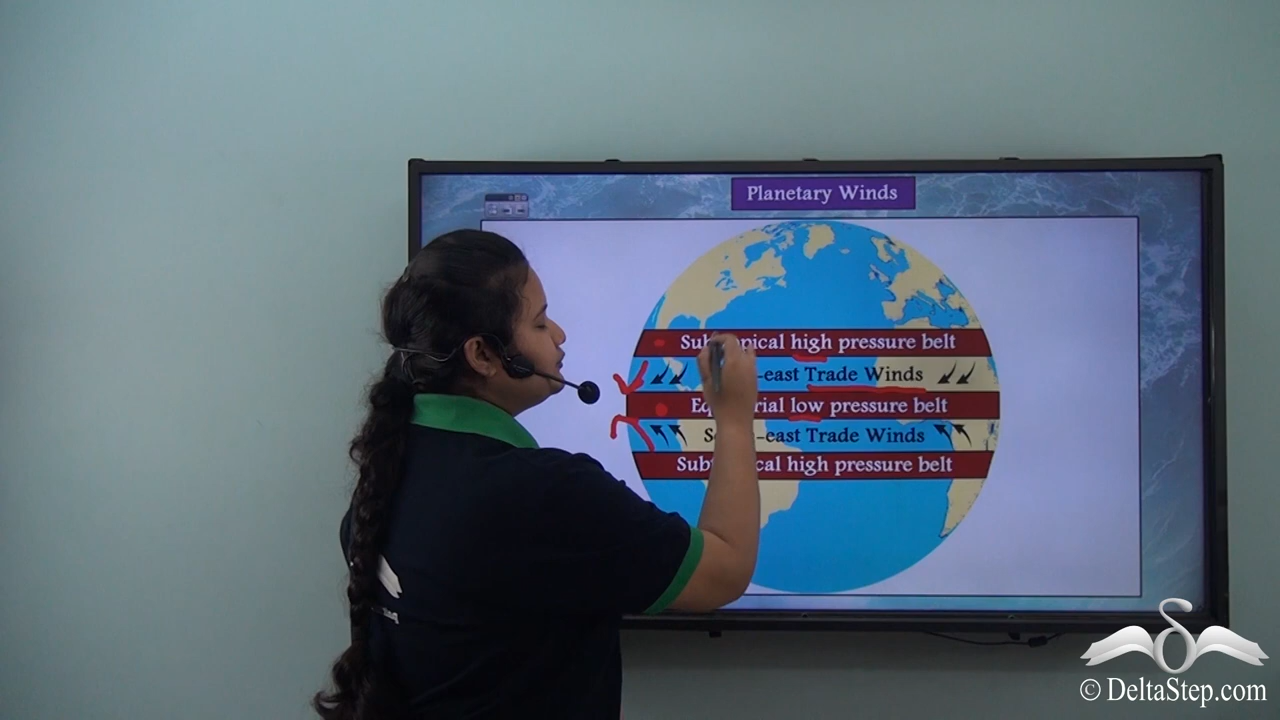 Planetary Winds
high pressure belt
-east Trade Winds
low pressure belt
-east Trade Winds
high pressure belt
© DeltaStep.com